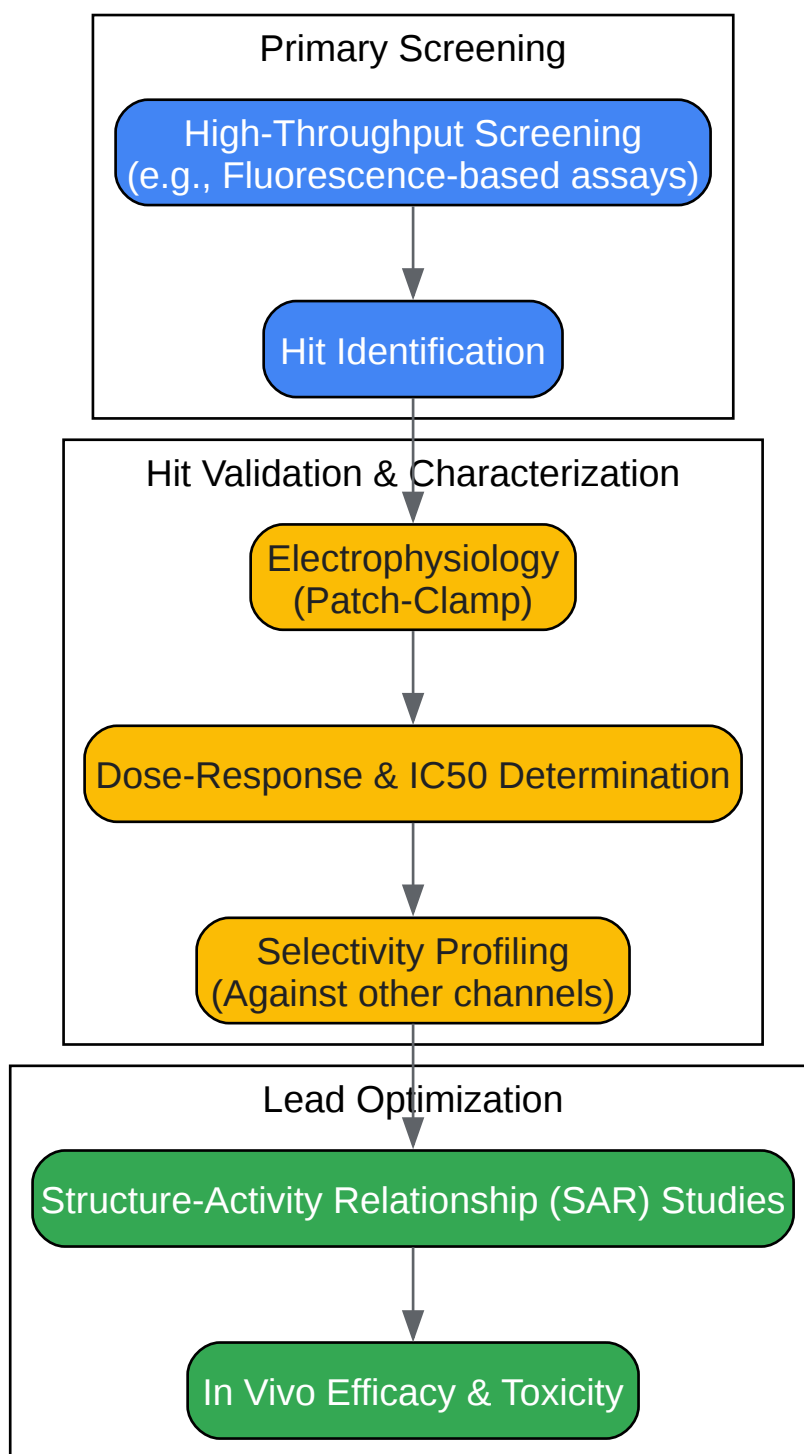 Primary Screening
High-Throughput Screening
(e.g., Fluorescence-based assays)
Hit Identification
Hit Validation & Characterization
Electrophysiology
(Patch-Clamp)
Dose-Response & IC50 Determination
Selectivity Profiling
(Against other channels)
Lead Optimization
Structure-Activity Relationship (SAR) Studies
In Vivo Efficacy & Toxicity